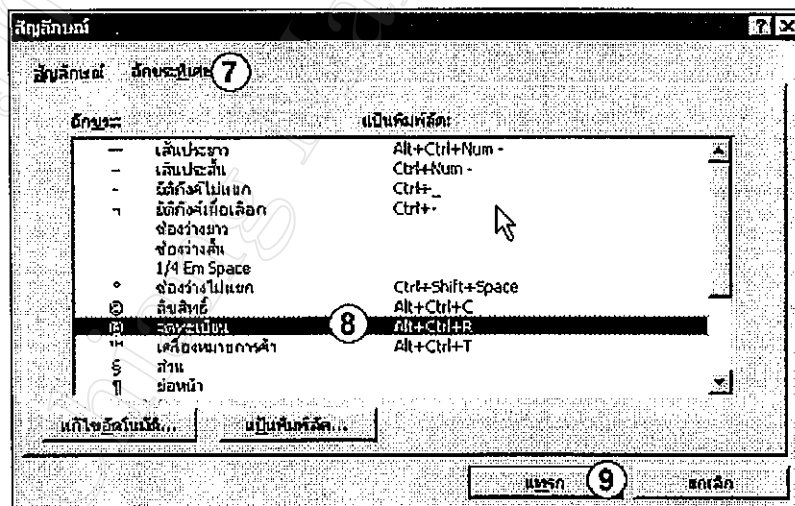 สัญลักษณ์
สัญลักษณ์ อักขระพิเศษ 7
อักขระ: แป้นพิมพ์ลัด:
— เส้นประยาว Alt+Ctrl+Num -
– เส้นประสั้น Ctrl+Num -
- ยัติภังค์ไม่แยก Ctrl+_
¬ ยัติภังค์เผื่อเลือก Ctrl+-
ช่องว่างยาว
ช่องว่างสั้น
1/4 Em Space
° ช่องว่างไม่แยก Ctrl+Shift+Space
© ลิขสิทธิ์ Alt+Ctrl+C
® จดทะเบียน 8 Alt+Ctrl+R
™ เครื่องหมายการค้า Alt+Ctrl+T
§ ส่วน
¶ ย่อหน้า
แก้ไขอัตโนมัติ... แป้นพิมพ์ลัด...
แทรก 9 ยกเลิก